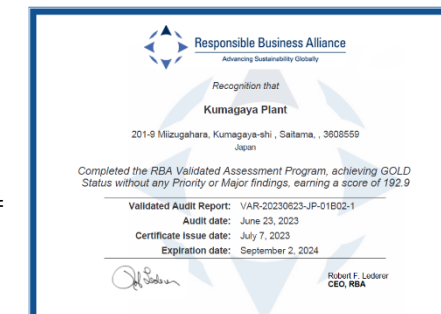 Responsible Business Alliance
Advancing Sustainability Globally
Recognition that
Kumagaya Plant
201-9 Miizugahara, Kumagaya-shi , Saitama, , 3608559
Japan
Completed the RBA Validated Assessment Program, achieving GOLD
Status without any Priority or Major findings, earning a score of 192.9
Validated Audit Report: VAR-20230623-JP-01B02-1
Audit date: June 23, 2023
Certificate Issue date: July 7, 2023
Expiration date: September 2, 2024
Robert F. Lederer
CEO, RBA